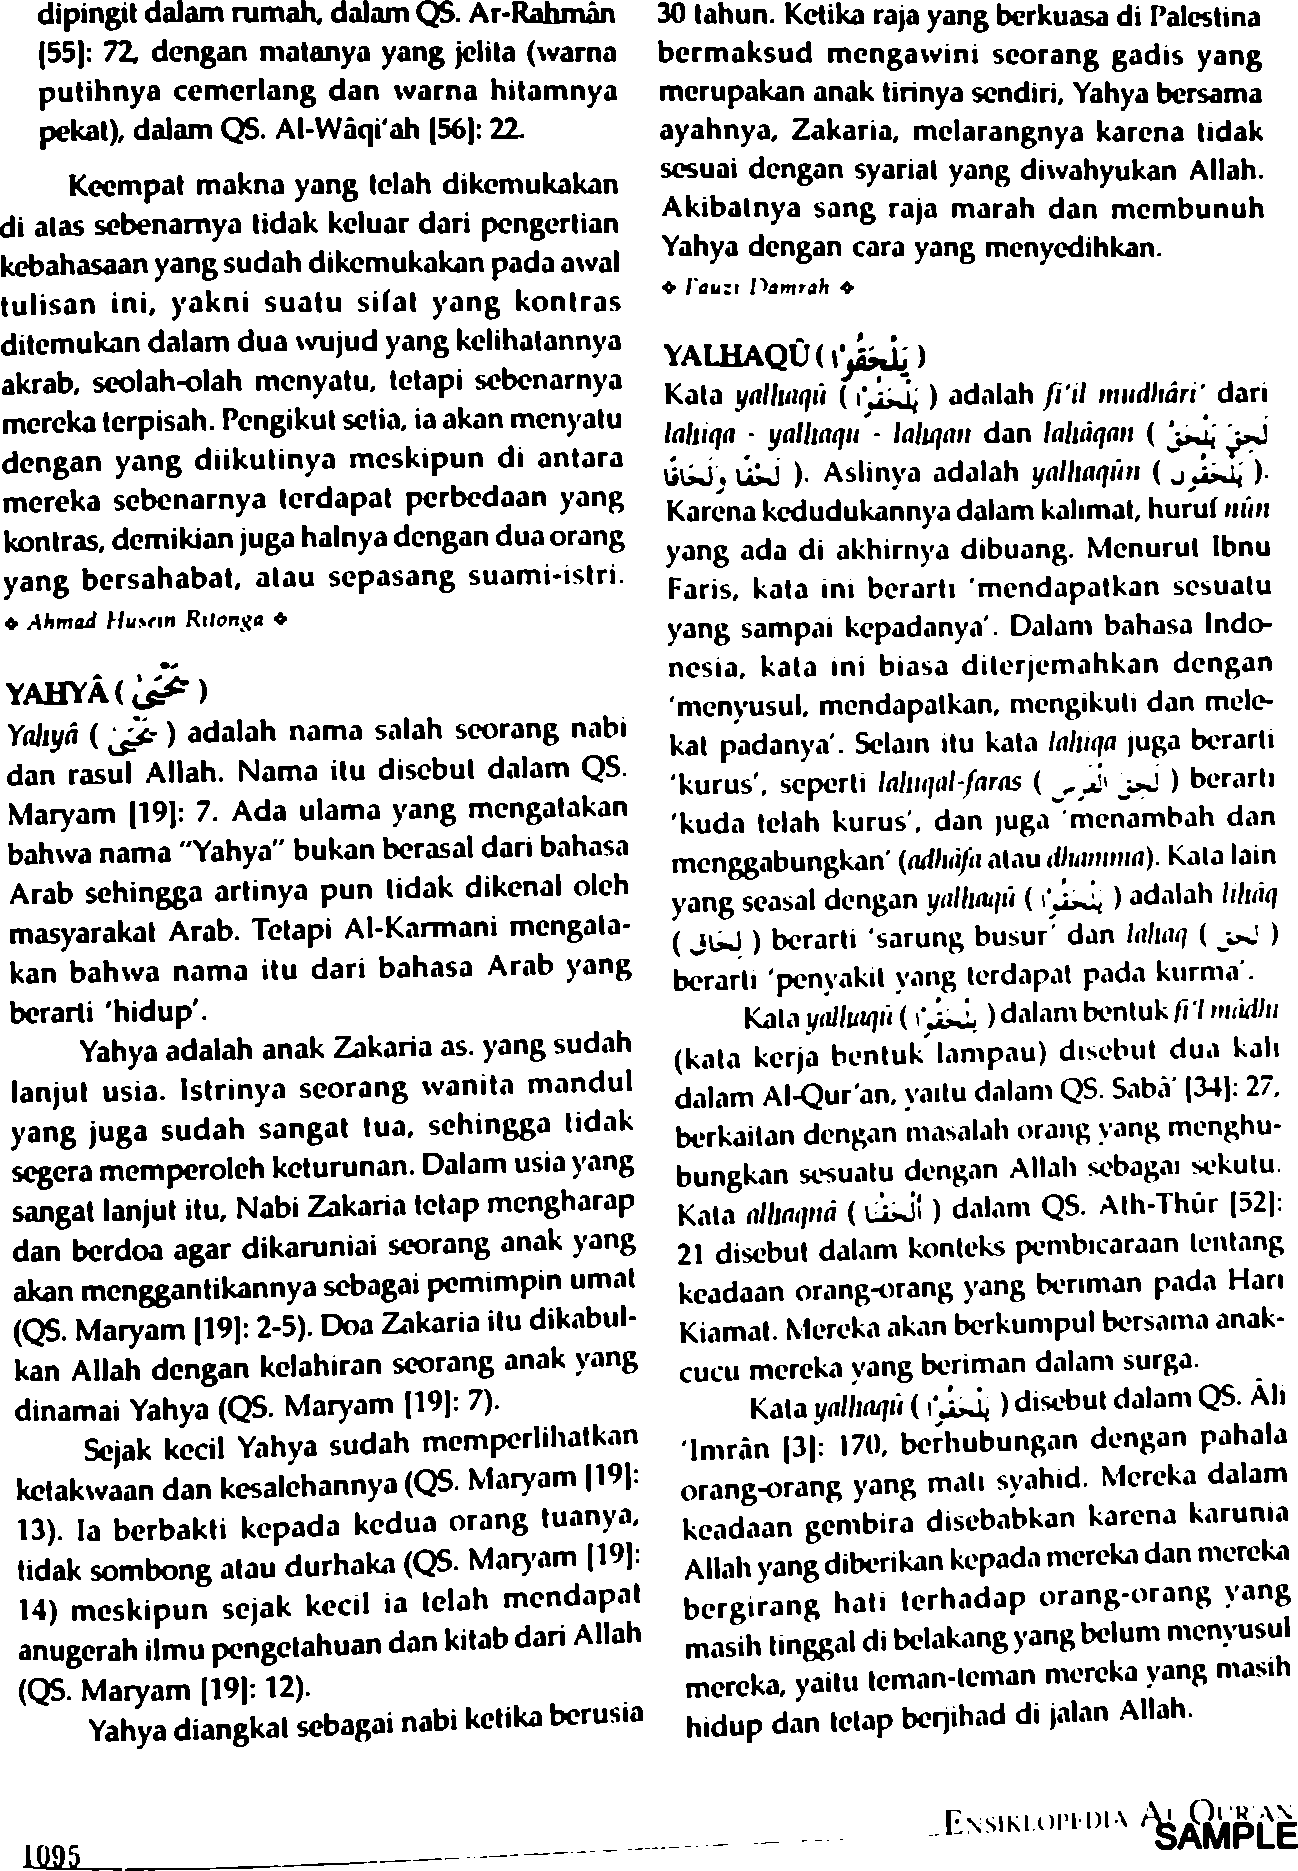 dipingit dalam rumah, dalam QS. Ar-Rahmân
[55]: 72, dengan matanya yang jelita (warna
putihnya cemerlang dan warna hitamnya
pekat), dalam QS. Al-Wâqi'ah [56]: 22.
Keempat makna yang telah dikemukakan
di atas sebenarnya tidak keluar dari pengertian
kebahasaan yang sudah dikemukakan pada awal
tulisan ini, yakni suatu sifat yang kontras
ditemukan dalam dua wujud yang kelihatannya
akrab, seolah-olah menyatu, tetapi sebenarnya
mereka terpisah. Pengikut setia, ia akan menyatu
dengan yang diikutinya meskipun di antara
mereka sebenarnya terdapat perbedaan yang
kontras, demikian juga halnya dengan dua orang
yang bersahabat, atau sepasang suami-istri.
❖ Ahmad Husein Ritonga ❖
YAHYÂ ( يَحْيَىٰ )
Yahyâ ( يَحْيَىٰ ) adalah nama salah seorang nabi
dan rasul Allah. Nama itu disebut dalam QS.
Maryam [19]: 7. Ada ulama yang mengatakan
bahwa nama "Yahya" bukan berasal dari bahasa
Arab sehingga artinya pun tidak dikenal oleh
masyarakat Arab. Tetapi Al-Karmani mengata-
kan bahwa nama itu dari bahasa Arab yang
berarti 'hidup'.
Yahya adalah anak Zakaria as. yang sudah
lanjut usia. Istrinya seorang wanita mandul
yang juga sudah sangat tua, sehingga tidak
segera memperoleh keturunan. Dalam usia yang
sangat lanjut itu, Nabi Zakaria tetap mengharap
dan berdoa agar dikaruniai seorang anak yang
akan menggantikannya sebagai pemimpin umat
(QS. Maryam [19]: 2-5). Doa Zakaria itu dikabul-
kan Allah dengan kelahiran seorang anak yang
dinamai Yahya (QS. Maryam [19]: 7).
Sejak kecil Yahya sudah memperlihatkan
ketakwaan dan kesalehannya (QS. Maryam [19]:
13). Ia berbakti kepada kedua orang tuanya,
tidak sombong atau durhaka (QS. Maryam [19]:
14) meskipun sejak kecil ia telah mendapat
anugerah ilmu pengetahuan dan kitab dari Allah
(QS. Maryam [19]: 12).
Yahya diangkat sebagai nabi ketika berusia
30 tahun. Ketika raja yang berkuasa di Palestina
bermaksud mengawini seorang gadis yang
merupakan anak tirinya sendiri, Yahya bersama
ayahnya, Zakaria, melarangnya karena tidak
sesuai dengan syariat yang diwahyukan Allah.
Akibatnya sang raja marah dan membunuh
Yahya dengan cara yang menyedihkan.
❖ Fauzi Damrah ❖
YALHAQÛ ( يَلْحَقُوا )
Kata yalhaqû ( يَلْحَقُوا ) adalah fi'il mudhâri' dari
lahiqa - yalhaqu - lahqan dan lahâqan ( لَحِقَ يَلْحَقُ
لَحْقًا وَلَحَاقًا ). Aslinya adalah yalhaqûn ( يَلْحَقُوْنَ ).
Karena kedudukannya dalam kalimat, huruf nûn
yang ada di akhirnya dibuang. Menurut Ibnu
Faris, kata ini berarti 'mendapatkan sesuatu
yang sampai kepadanya'. Dalam bahasa Indo-
nesia, kata ini biasa diterjemahkan dengan
'menyusul, mendapatkan, mengikuti dan mele-
kat padanya'. Selain itu kata lahiqa juga berarti
'kurus', seperti lahiqal-faras ( لَحِقَ الْفَرَسُ ) berarti
'kuda telah kurus', dan juga 'menambah dan
menggabungkan' (adhâfa atau dhamma). Kata lain
yang seasal dengan yalhaqû ( يَلْحَقُوا ) adalah lihâq
( لِحَاق ) berarti 'sarung busur' dan lahaq ( لَحَق )
berarti 'penyakit yang terdapat pada kurma'.
Kata yalhaqû ( يَلْحَقُوا ) dalam bentuk fi'l mâdhi
(kata kerja bentuk lampau) disebut dua kali
dalam Al-Qur'an, yaitu dalam QS. Sabâ' [34]: 27,
berkaitan dengan masalah orang yang menghu-
bungkan sesuatu dengan Allah sebagai sekutu.
Kata alhaqnâ ( أَلْحَقْنَا ) dalam QS. Ath-Thûr [52]:
21 disebut dalam konteks pembicaraan tentang
keadaan orang-orang yang beriman pada Hari
Kiamat. Mereka akan berkumpul bersama anak-
cucu mereka yang beriman dalam surga.
Kata yalhaqû ( يَلْحَقُوا ) disebut dalam QS. Âli
'Imrân [3]: 170, berhubungan dengan pahala
orang-orang yang mati syahid. Mereka dalam
keadaan gembira disebabkan karena karunia
Allah yang diberikan kepada mereka dan mereka
bergirang hati terhadap orang-orang yang
masih tinggal di belakang yang belum menyusul
mereka, yaitu teman-teman mereka yang masih
hidup dan tetap berjihad di jalan Allah.
1095
ENSIKLOPEDIA AL QUR'AN
SAMPLE